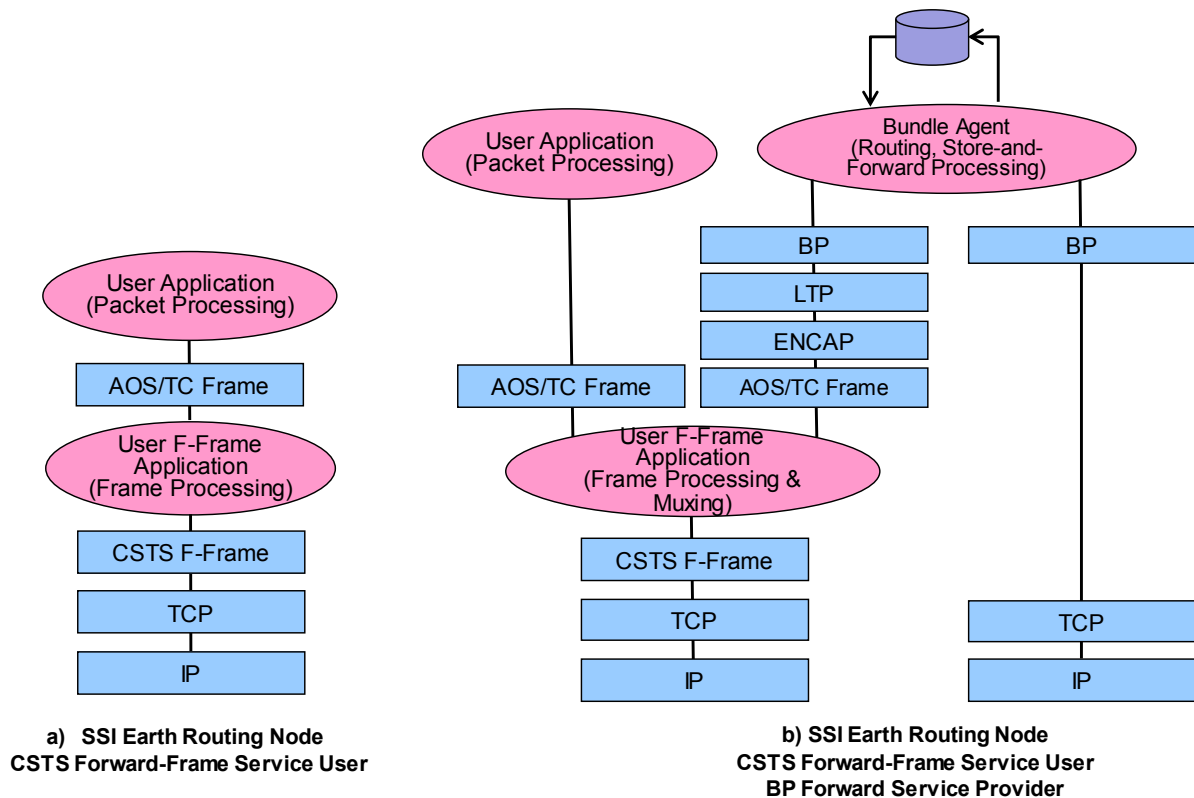 User Application
(Packet Processing)
AOS/TC Frame
User F-Frame
Application
(Frame Processing)
CSTS F-Frame
TCP
IP
a) SSI Earth Routing Node
CSTS Forward-Frame Service User
User Application
(Packet Processing)
Bundle Agent
(Routing, Store-and-
Forward Processing)
BP
LTP
ENCAP
AOS/TC Frame
AOS/TC Frame
User F-Frame
Application
(Frame Processing &
Muxing)
CSTS F-Frame
TCP
IP
BP
TCP
IP
b) SSI Earth Routing Node
CSTS Forward-Frame Service User
BP Forward Service Provider